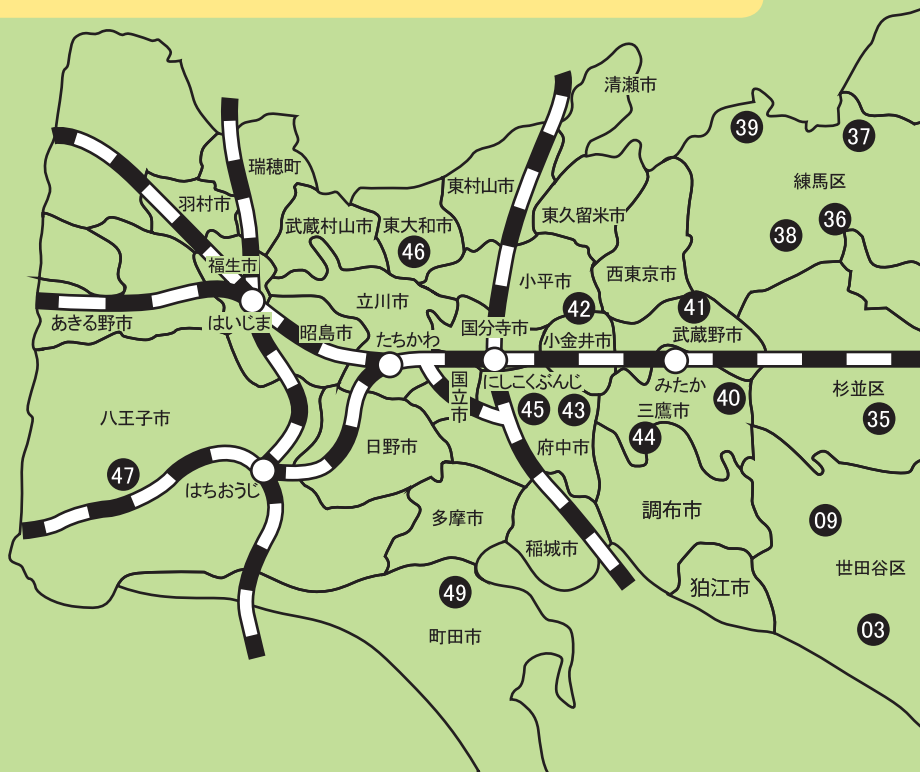 清瀬市
39
37
瑞穂町
練馬区
東村山市
羽村市
東久留米市
36
武蔵村山市
東大和市
38
46
福生市
西東京市
小平市
立川市
42
41
あきる野市
はいじま
昭島市
国分寺市
武蔵野市
たちかわ
小金井市
国立市
にしこくぶんじ
みたか
杉並区
40
45
43
三鷹市
八王子市
35
44
日野市
府中市
47
はちおうじ
調布市
多摩市
09
稲城市
世田谷区
狛江市
49
03
町田市